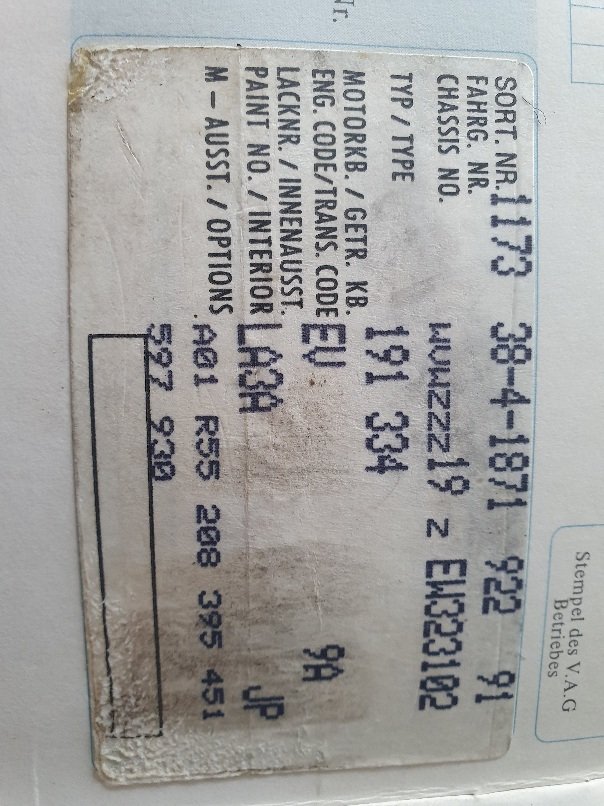 SORT. NR. 1173 38-4-1871 922 91
FAHRG. NR.
CHASSIS NO. WVWZZZ19 Z EW323102
TYP / TYPE 191 334
MOTORKB. / GETR. KB.
ENG. CODE/TRANS. CODE EV 9A
LACKNR. / INNENAUSST.
PAINT NO. / INTERIOR LA3A JP
M – AUSST. / OPTIONS
A01 R55 208 395 451
597 930
Nr.
Stempel des V.A.G
Betriebes